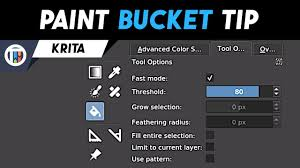 PAINT BUCKET TIP
KRITA
Advanced Color S...
Tool O...
Ov...
Tool Options
Fast mode:
Threshold: 80
Grow selection: 0 px
Feathering radius: 0 px
Fill entire selection:
Limit to current layer:
Use pattern: